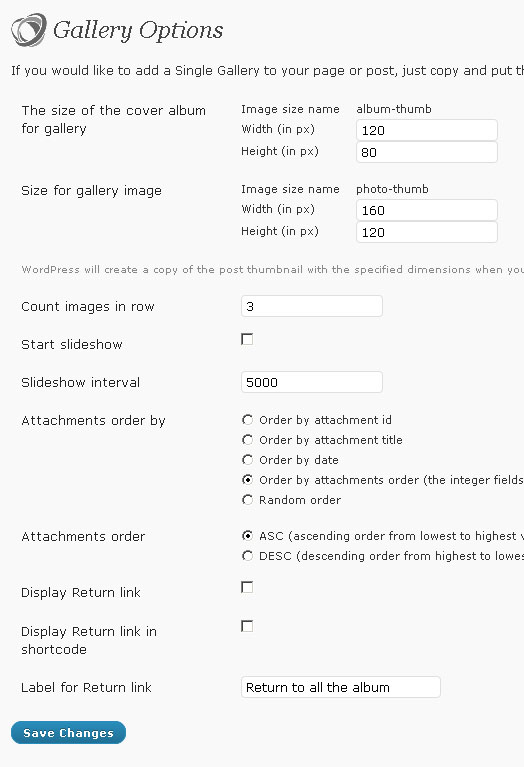 Gallery Options
If you would like to add a Single Gallery to your page or post, just copy and put
The size of the cover album for gallery
Image size name album-thumb
Width (in px) 120
Height (in px) 80
Size for gallery image
Image size name photo-thumb
Width (in px) 160
Height (in px) 120
WordPress will create a copy of the post thumbnail with the specified dimensions when
Count images in row 3
Start slideshow
Slideshow interval 5000
Attachments order by
Order by attachment id
Order by attachment title
Order by date
Order by attachments order (the integer fields
Random order
Attachments order
ASC (ascending order from lowest to highest
DESC (descending order from highest to
Display Return link
Display Return link in
shortcode
Label for Return link Return to all the album
Save Changes